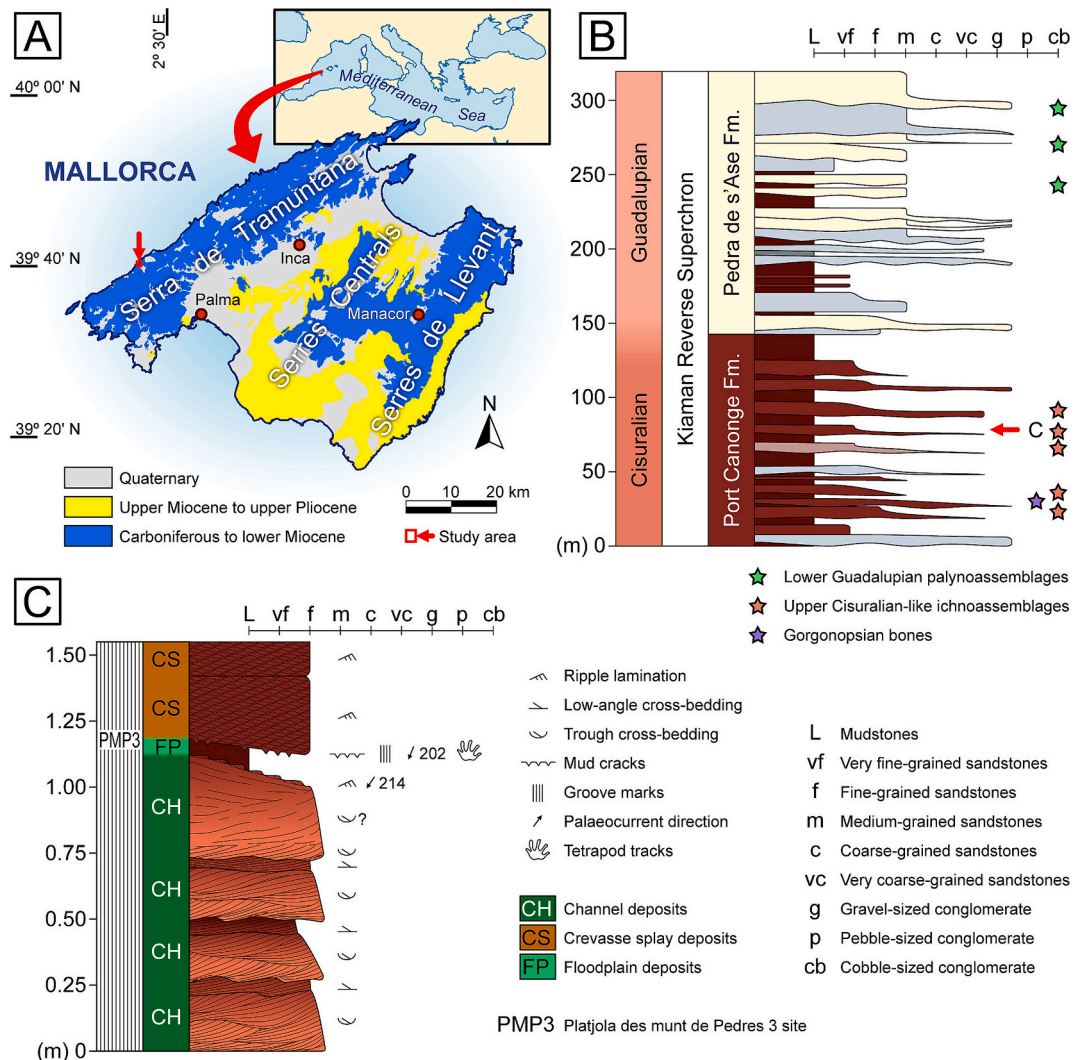 A
2º 30' E
40º 00' N
39º 40' N
39º 20' N
Mediterranean
Sea
MALLORCA
Serra de Tramuntana
Inca
Palma
Serres Centrals
Manacor
Serres de Llevant
N
0 10 20 km
Quaternary
Upper Miocene to upper Pliocene
Carboniferous to lower Miocene
Study area
B
L vf f m c vc g p cb
300
250
200
150
100
50
(m) 0
Guadalupian
Cisuralian
Kiaman Reverse Superchron
Pedra de s'Ase Fm.
Port Canonge Fm.
C
Lower Guadalupian palynoassemblages
Upper Cisuralian-like ichnoassemblages
Gorgonopsian bones
C
L vf f m c vc g p cb
1.50
1.25
1.00
0.75
0.50
0.25
(m) 0
PMP3
CS
CS
FP
CH
CH
CH
CH
202
214
?
Ripple lamination
Low-angle cross-bedding
Trough cross-bedding
Mud cracks
Groove marks
Palaeocurrent direction
Tetrapod tracks
CH Channel deposits
CS Crevasse splay deposits
FP Floodplain deposits
PMP3 Platjola des munt de Pedres 3 site
L Mudstones
vf Very fine-grained sandstones
f Fine-grained sandstones
m Medium-grained sandstones
c Coarse-grained sandstones
vc Very coarse-grained sandstones
g Gravel-sized conglomerate
p Pebble-sized conglomerate
cb Cobble-sized conglomerate